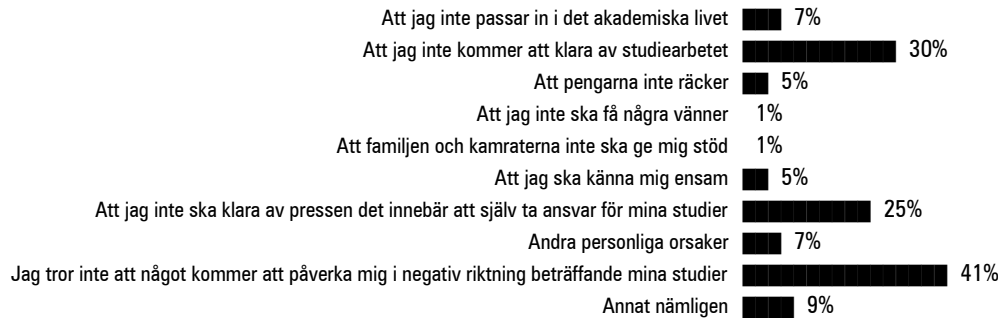 Att jag inte passar in i det akademiska livet 7%
Att jag inte kommer att klara av studiearbetet 30%
Att pengarna inte räcker 5%
Att jag inte ska få några vänner 1%
Att familjen och kamraterna inte ska ge mig stöd 1%
Att jag ska känna mig ensam 5%
Att jag inte ska klara av pressen det innebär att själv ta ansvar för mina studier 25%
Andra personliga orsaker 7%
Jag tror inte att något kommer att påverka mig i negativ riktning beträffande mina studier 41%
Annat nämligen 9%